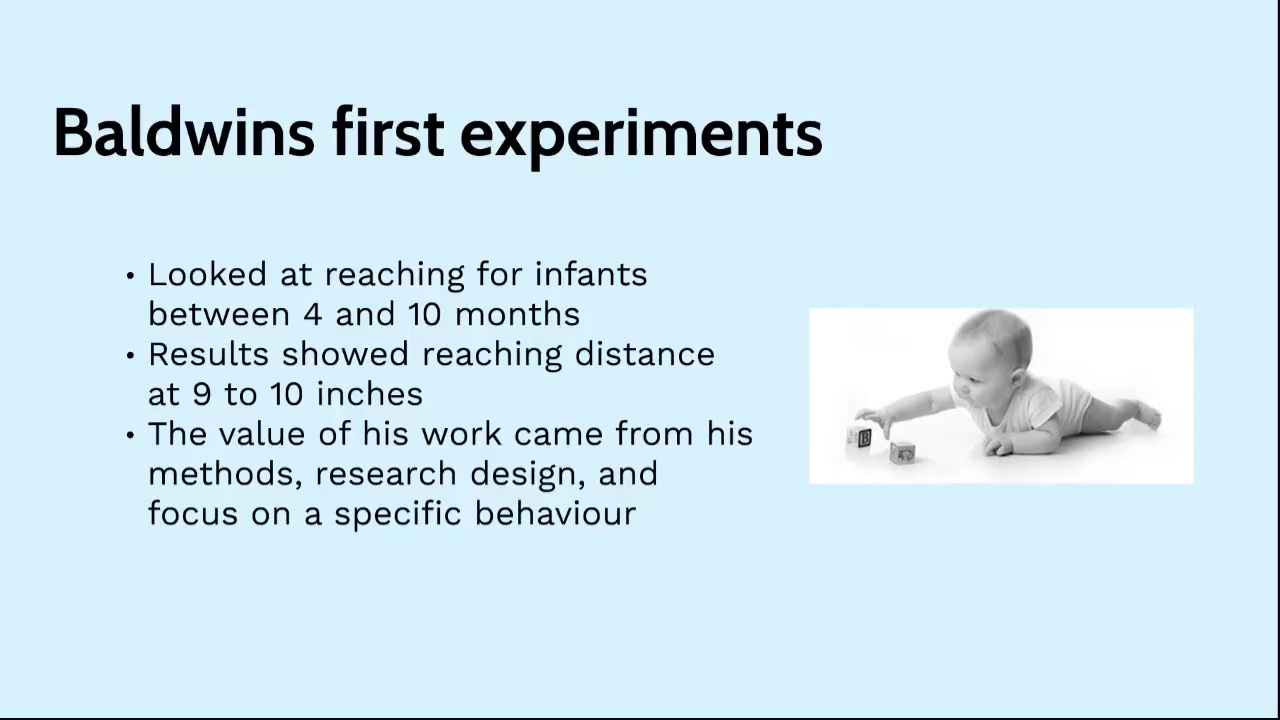 Baldwins first experiments
• Looked at reaching for infants
between 4 and 10 months
• Results showed reaching distance
at 9 to 10 inches
• The value of his work came from his
methods, research design, and
focus on a specific behaviour
B